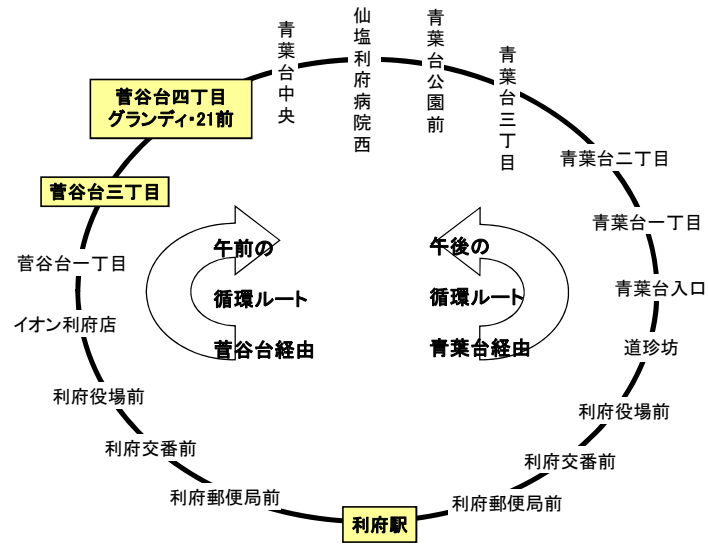 青葉台中央
仙塩利府病院西
青葉台公園前
青葉台三丁目
菅谷台四丁目
グランディ・21前
青葉台二丁目
菅谷台三丁目
青葉台一丁目
午前の
循環ルート
菅谷台経由
午後の
循環ルート
青葉台経由
菅谷台一丁目
青葉台入口
イオン利府店
道珍坊
利府役場前
利府役場前
利府交番前
利府交番前
利府郵便局前
利府郵便局前
利府駅